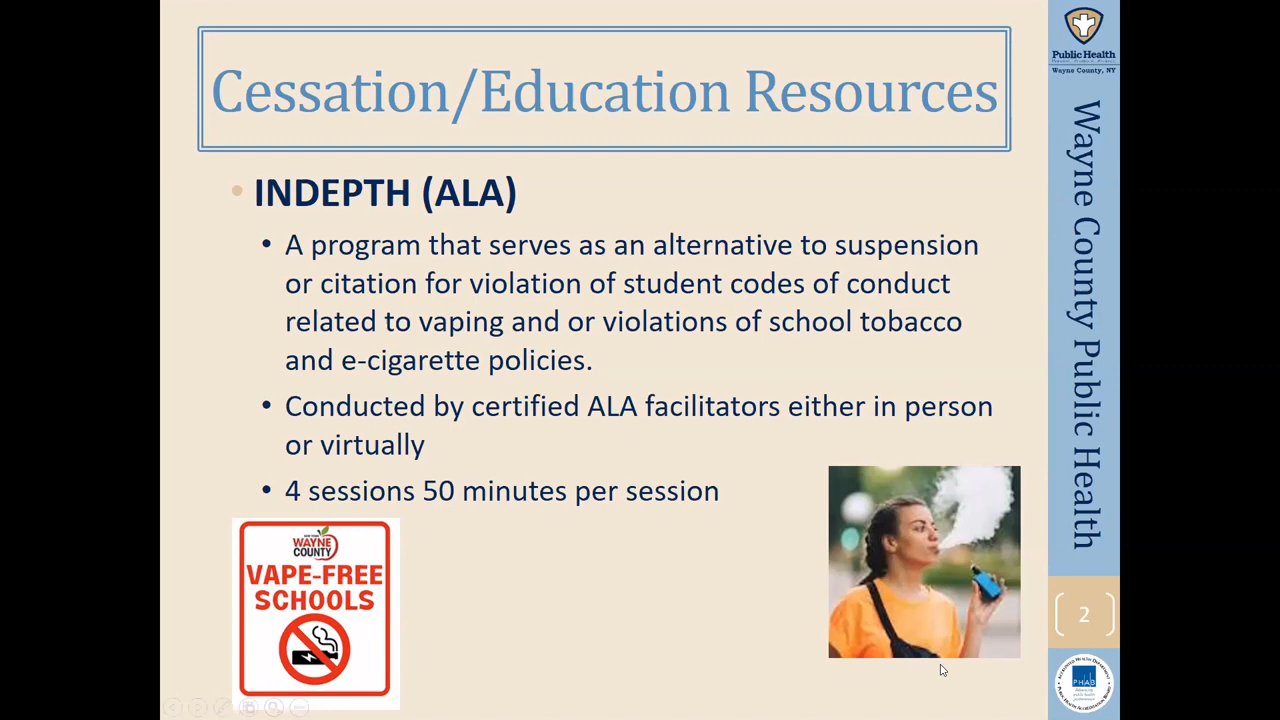 Cessation/Education Resources
INDEPTH (ALA)
A program that serves as an alternative to suspension
or citation for violation of student codes of conduct
related to vaping and or violations of school tobacco
and e-cigarette policies.
Conducted by certified ALA facilitators either in person
or virtually
4 sessions 50 minutes per session
WAYNE
COUNTY
VAPE-FREE
SCHOOLS
Public Health
Wayne County, NY
Wayne County Public Health
2
PHAB